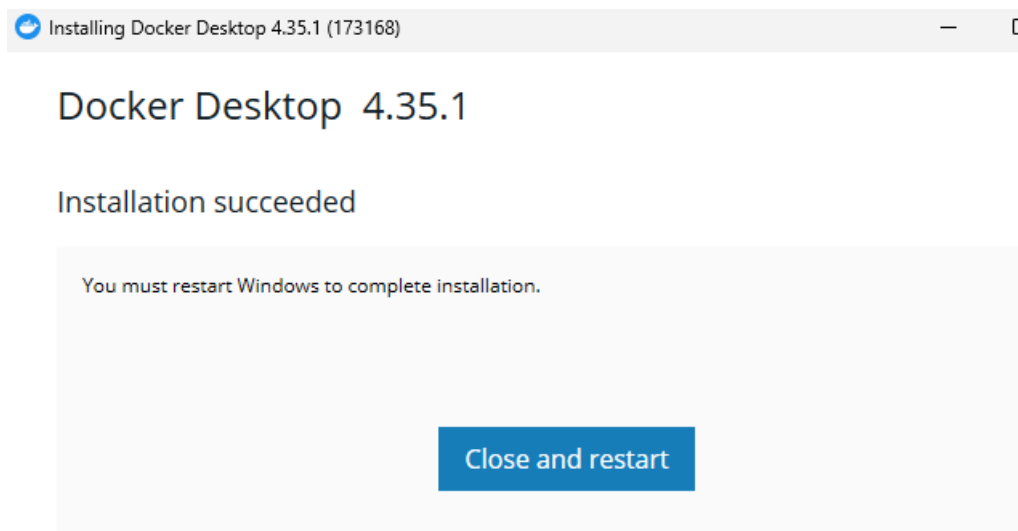 Installing Docker Desktop 4.35.1 (173168)
Docker Desktop 4.35.1
Installation succeeded
You must restart Windows to complete installation.
Close and restart